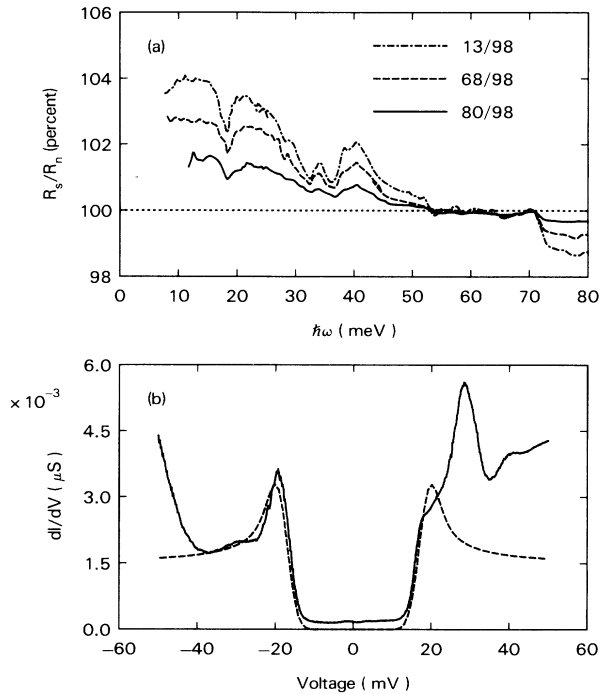 (a)
13/98
68/98
80/98
106
104
102
100
98
R_s/R_n (percent)
0 10 20 30 40 50 60 70 80
ħω ( meV )
(b)
6.0
× 10⁻³
4.5
3.0
1.5
0.0
dI/dV ( μS )
−60 −40 −20 0 20 40 60
Voltage ( mV )